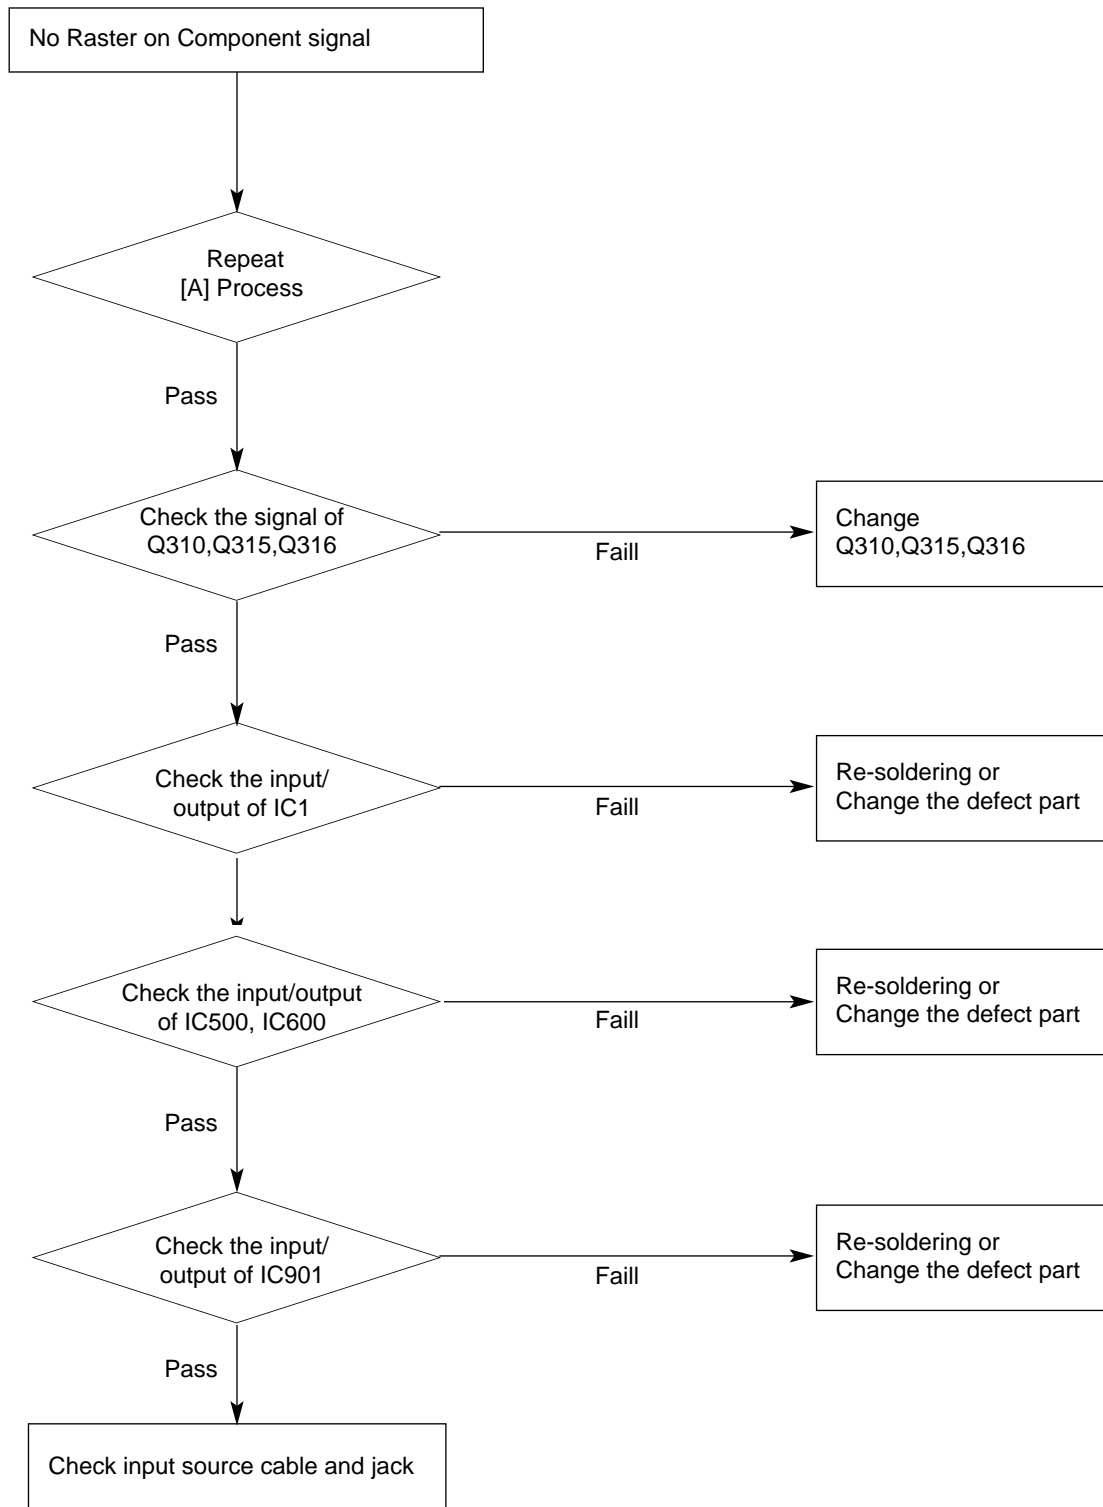 No Raster on Component signal
Repeat
[A] Process
Pass
Check the signal of
Q310,Q315,Q316
Faill
Change
Q310,Q315,Q316
Pass
Check the input/
output of IC1
Faill
Re-soldering or
Change the defect part
Check the input/output
of IC500, IC600
Faill
Re-soldering or
Change the defect part
Pass
Check the input/
output of IC901
Faill
Re-soldering or
Change the defect part
Pass
Check input source cable and jack